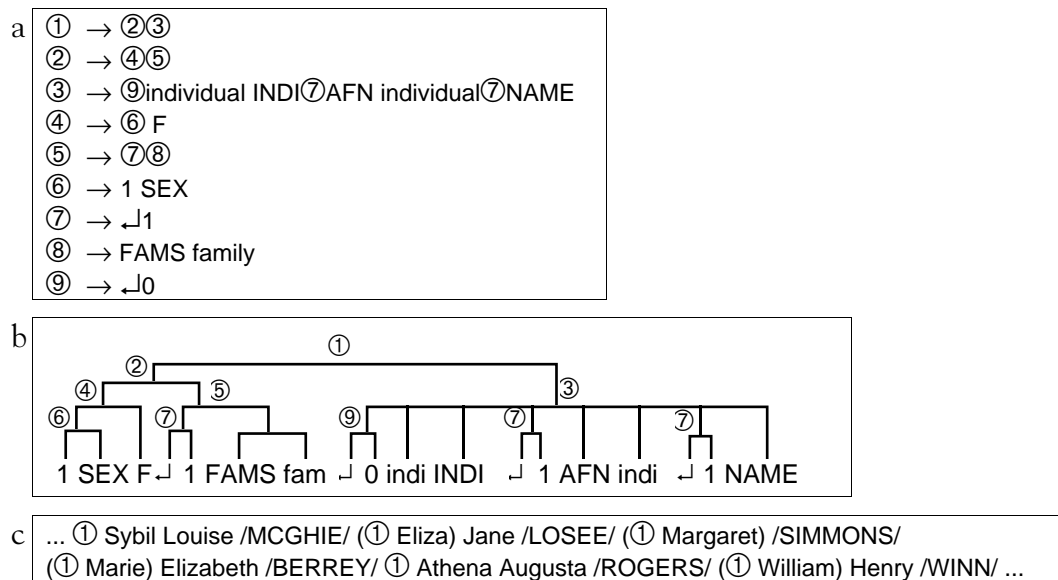 a
① → ②③
② → ④⑤
③ → ⑨individual INDI⑦AFN individual⑦NAME
④ → ⑥ F
⑤ → ⑦⑧
⑥ → 1 SEX
⑦ → ↵1
⑧ → FAMS family
⑨ → ↵0
b
①
②
④ ⑤ ③
⑥ ⑦ ⑨ ⑦ ⑦
1 SEX F↵ 1 FAMS fam ↵ 0 indi INDI ↵ 1 AFN indi ↵ 1 NAME
c
... ① Sybil Louise /MCGHIE/ (① Eliza) Jane /LOSEE/ (① Margaret) /SIMMONS/
(① Marie) Elizabeth /BERREY/ ① Athena Augusta /ROGERS/ (① William) Henry /WINN/ ...